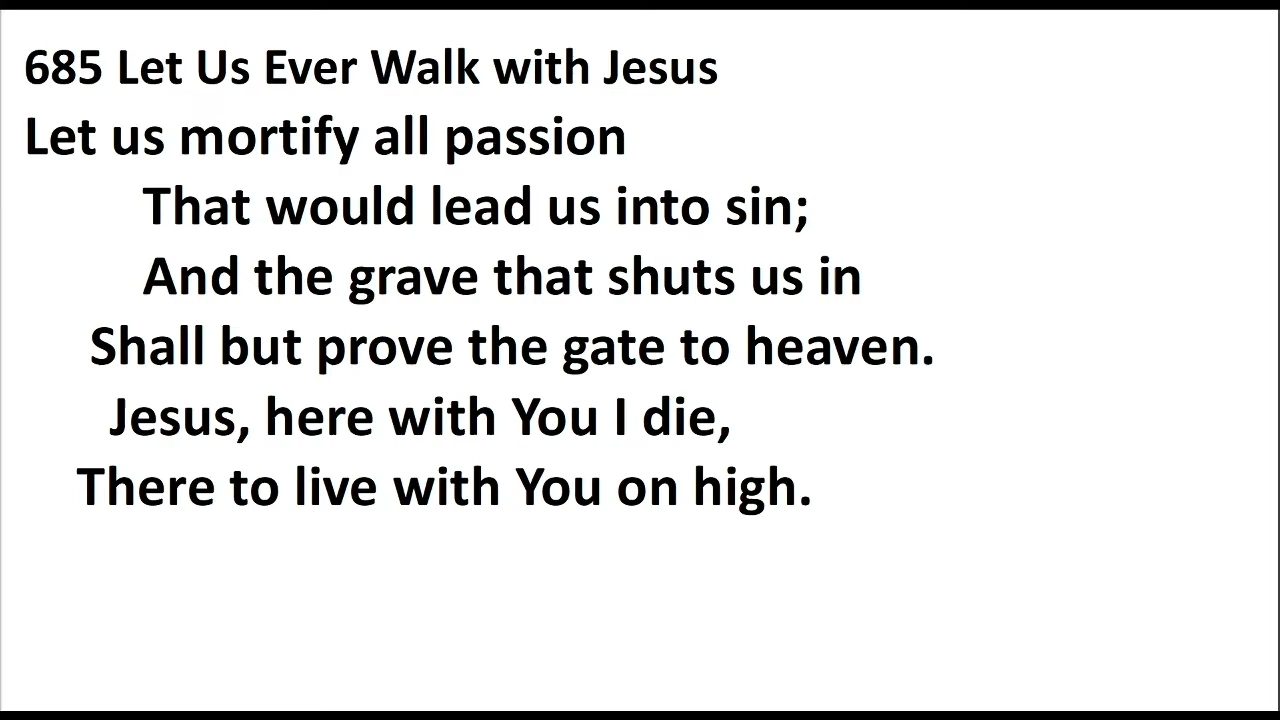 685 Let Us Ever Walk with Jesus
Let us mortify all passion
That would lead us into sin;
And the grave that shuts us in
Shall but prove the gate to heaven.
Jesus, here with You I die,
There to live with You on high.